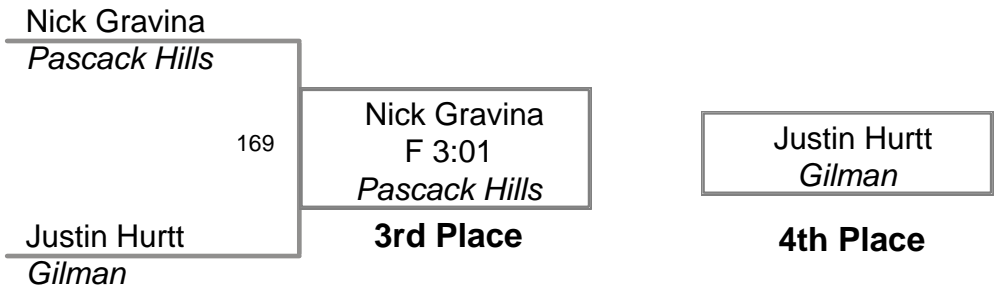 Nick Gravina
Pascack Hills
169
Nick Gravina
F 3:01
Pascack Hills
3rd Place
Justin Hurtt
Gilman
Justin Hurtt
Gilman
4th Place